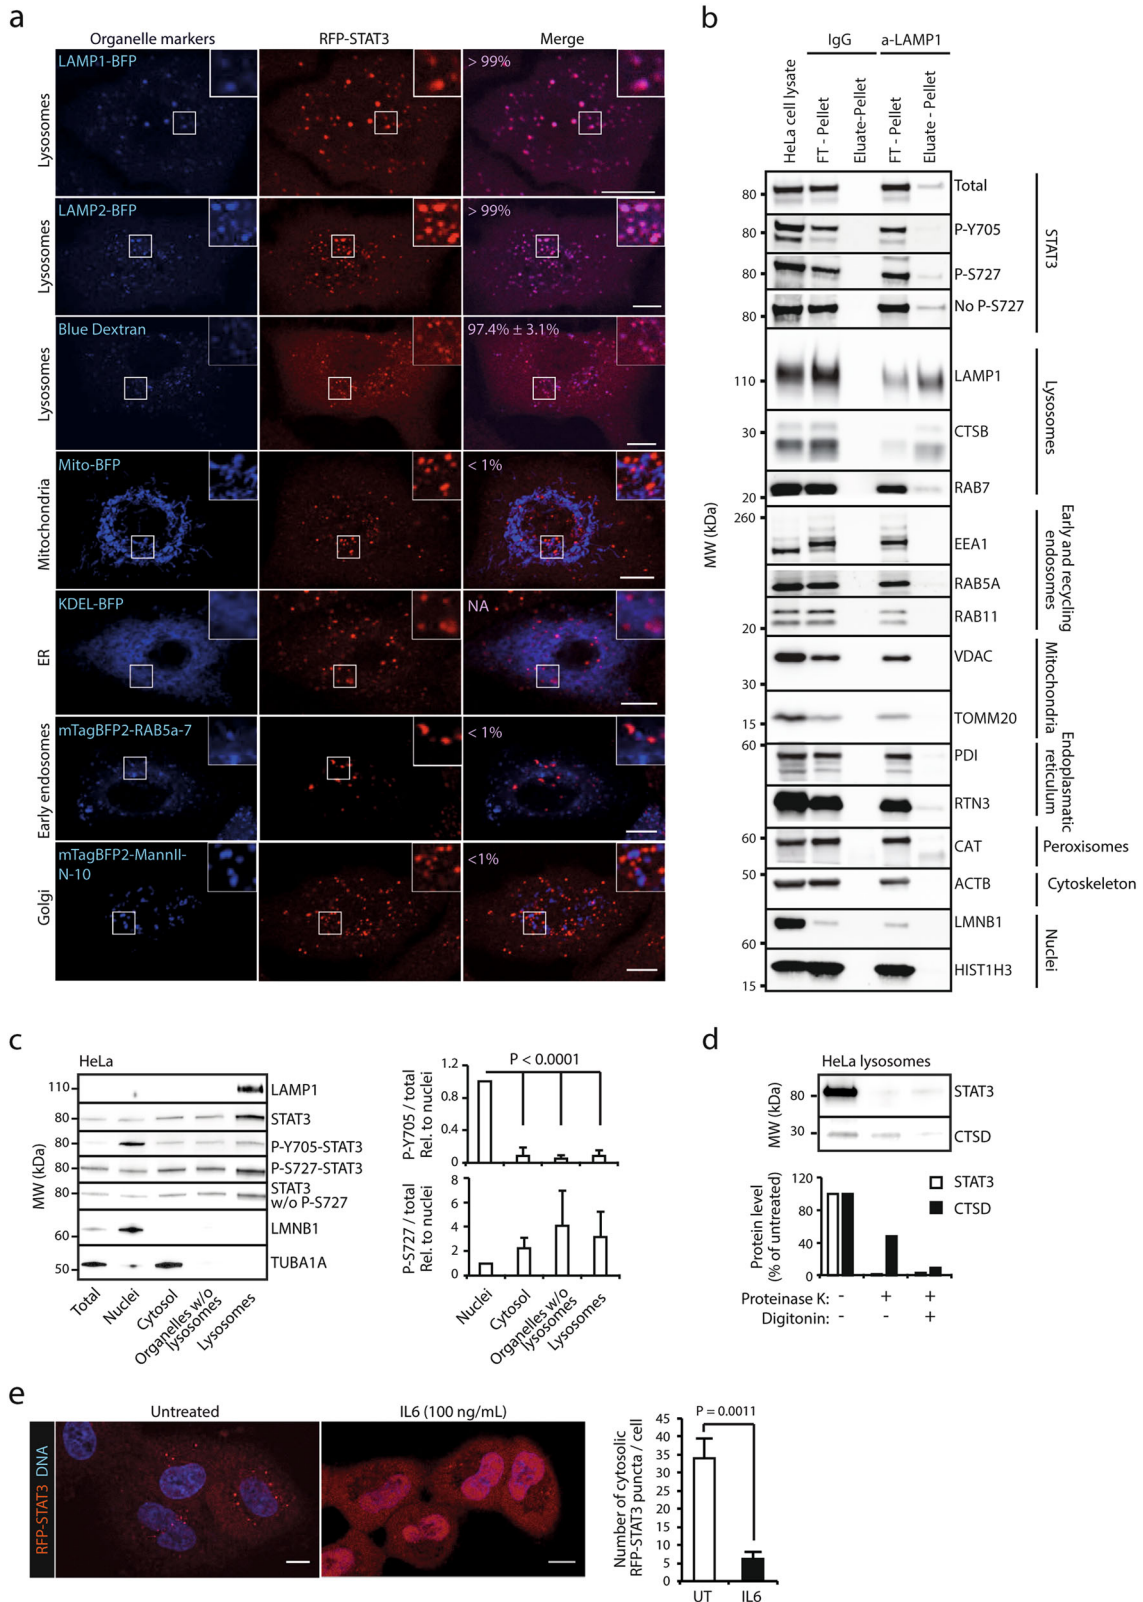 a
Organelle markers
RFP-STAT3
Merge
Lysosomes
LAMP1-BFP
> 99%
Lysosomes
LAMP2-BFP
> 99%
Lysosomes
Blue Dextran
97.4% ± 3.1%
Mitochondria
Mito-BFP
< 1%
ER
KDEL-BFP
NA
Early endosomes
mTagBFP2-RAB5a-7
< 1%
Golgi
mTagBFP2-MannII-
N-10
<1%
b
IgG
a-LAMP1
HeLa cell lysate
FT - Pellet
Eluate-Pellet
FT - Pellet
Eluate - Pellet
MW (kDa)
80
Total
80
P-Y705
80
P-S727
80
No P-S727
STAT3
110
LAMP1
30
CTSB
20
RAB7
Lysosomes
260
EEA1
RAB5A
20
RAB11
Early and recycling
endosomes
30
VDAC
15
TOMM20
Mitochondria
60
PDI
RTN3
Endoplasmatic
reticulum
60
CAT
Peroxisomes
50
ACTB
Cytoskeleton
60
LMNB1
15
HIST1H3
Nuclei
c
HeLa
MW (kDa)
110
LAMP1
80
STAT3
80
P-Y705-STAT3
80
P-S727-STAT3
80
STAT3
w/o P-S727
60
LMNB1
50
TUBA1A
Total
Nuclei
Cytosol
Organelles w/o
lysosomes
Lysosomes
P < 0.0001
P-Y705 / total
Rel. to nuclei
1.2
0.8
0.4
0
P-S727 / total
Rel. to nuclei
8
6
4
2
0
Nuclei
Cytosol
Organelles w/o
lysosomes
Lysosomes
d
HeLa lysosomes
MW (kDa)
80
STAT3
30
CTSD
Protein level
(% of untreated)
120
80
40
0
STAT3
CTSD
Proteinase K: - + +
Digitonin: - - +
e
Untreated
IL6 (100 ng/mL)
RFP-STAT3 DNA
P = 0.0011
Number of cytosolic
RFP-STAT3 puncta / cell
45
40
35
30
25
20
15
10
5
0
UT
IL6